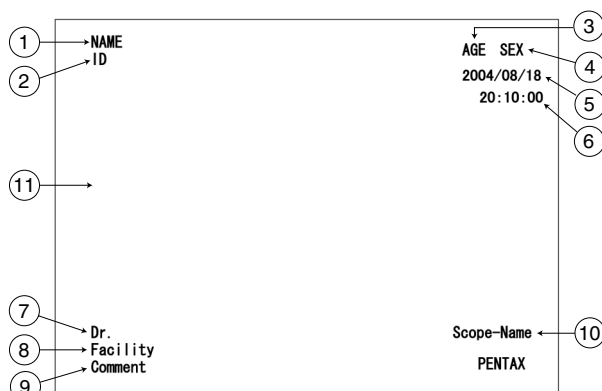 1 NAME
2 ID
3
AGE SEX
4
2004/08/18
5
20:10:00
6
11
7 Dr.
8 Facility
9 Comment
Scope-Name 10
PENTAX